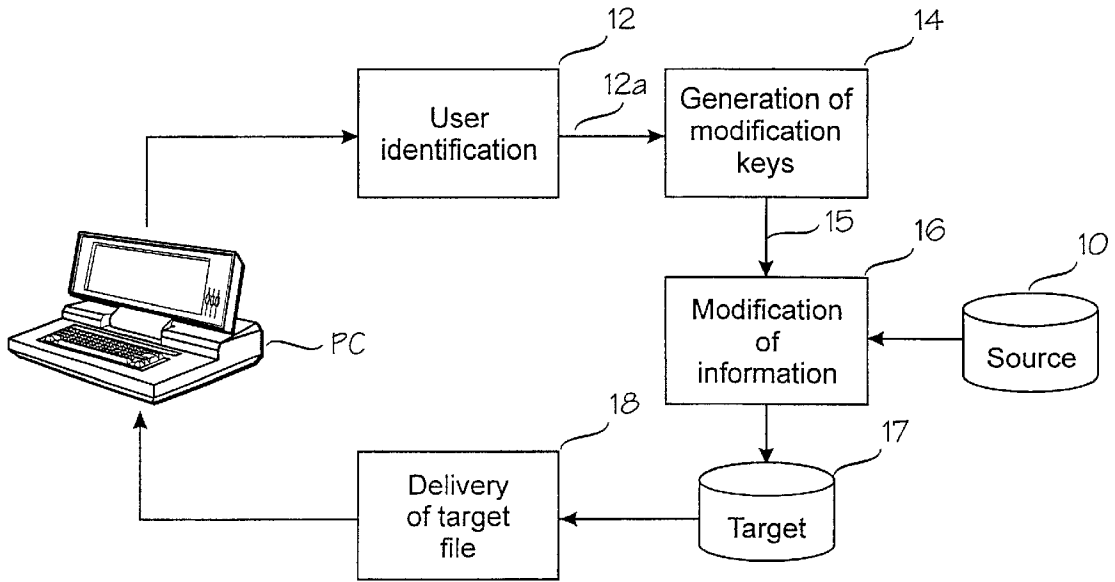 12
14
12a
User
identification
Generation of
modification
keys
15
16
10
Modification
of
information
Source
PC
18
17
Delivery
of target
file
Target